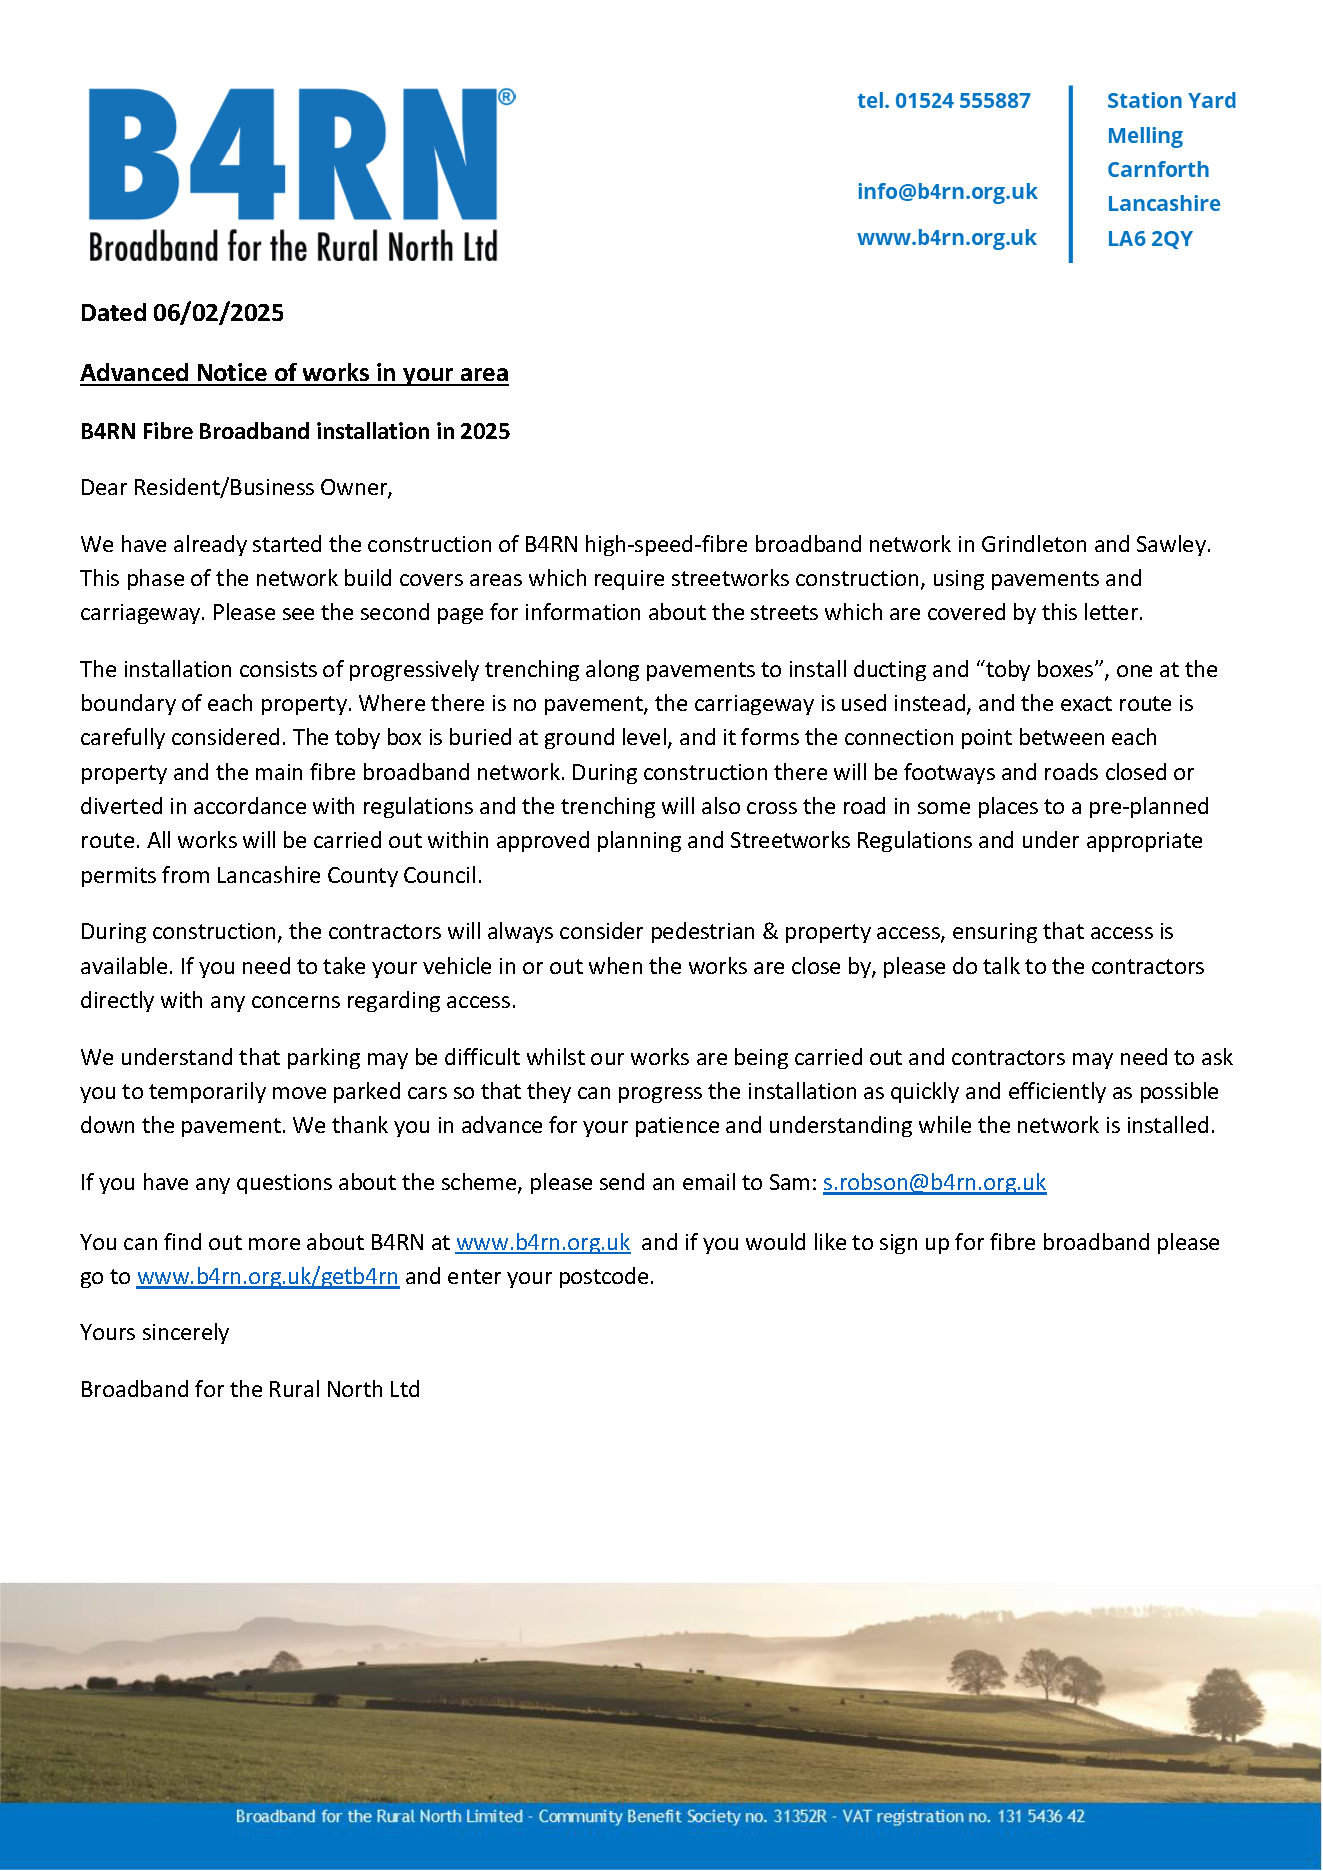 B4RN®
Broadband for the Rural North Ltd
tel. 01524 555887
info@b4rn.org.uk
www.b4rn.org.uk
Station Yard
Melling
Carnforth
Lancashire
LA6 2QY
Dated 06/02/2025
Advanced Notice of works in your area
B4RN Fibre Broadband installation in 2025
Dear Resident/Business Owner,
We have already started the construction of B4RN high-speed-fibre broadband network in Grindleton and Sawley.
This phase of the network build covers areas which require streetworks construction, using pavements and
carriageway. Please see the second page for information about the streets which are covered by this letter.
The installation consists of progressively trenching along pavements to install ducting and “toby boxes”, one at the
boundary of each property. Where there is no pavement, the carriageway is used instead, and the exact route is
carefully considered. The toby box is buried at ground level, and it forms the connection point between each
property and the main fibre broadband network. During construction there will be footways and roads closed or
diverted in accordance with regulations and the trenching will also cross the road in some places to a pre-planned
route. All works will be carried out within approved planning and Streetworks Regulations and under appropriate
permits from Lancashire County Council.
During construction, the contractors will always consider pedestrian & property access, ensuring that access is
available. If you need to take your vehicle in or out when the works are close by, please do talk to the contractors
directly with any concerns regarding access.
We understand that parking may be difficult whilst our works are being carried out and contractors may need to ask
you to temporarily move parked cars so that they can progress the installation as quickly and efficiently as possible
down the pavement. We thank you in advance for your patience and understanding while the network is installed.
If you have any questions about the scheme, please send an email to Sam: s.robson@b4rn.org.uk
You can find out more about B4RN at www.b4rn.org.uk and if you would like to sign up for fibre broadband please
go to www.b4rn.org.uk/getb4rn and enter your postcode.
Yours sincerely
Broadband for the Rural North Ltd
Broadband for the Rural North Limited - Community Benefit Society no. 31352R - VAT registration no. 131 5436 42